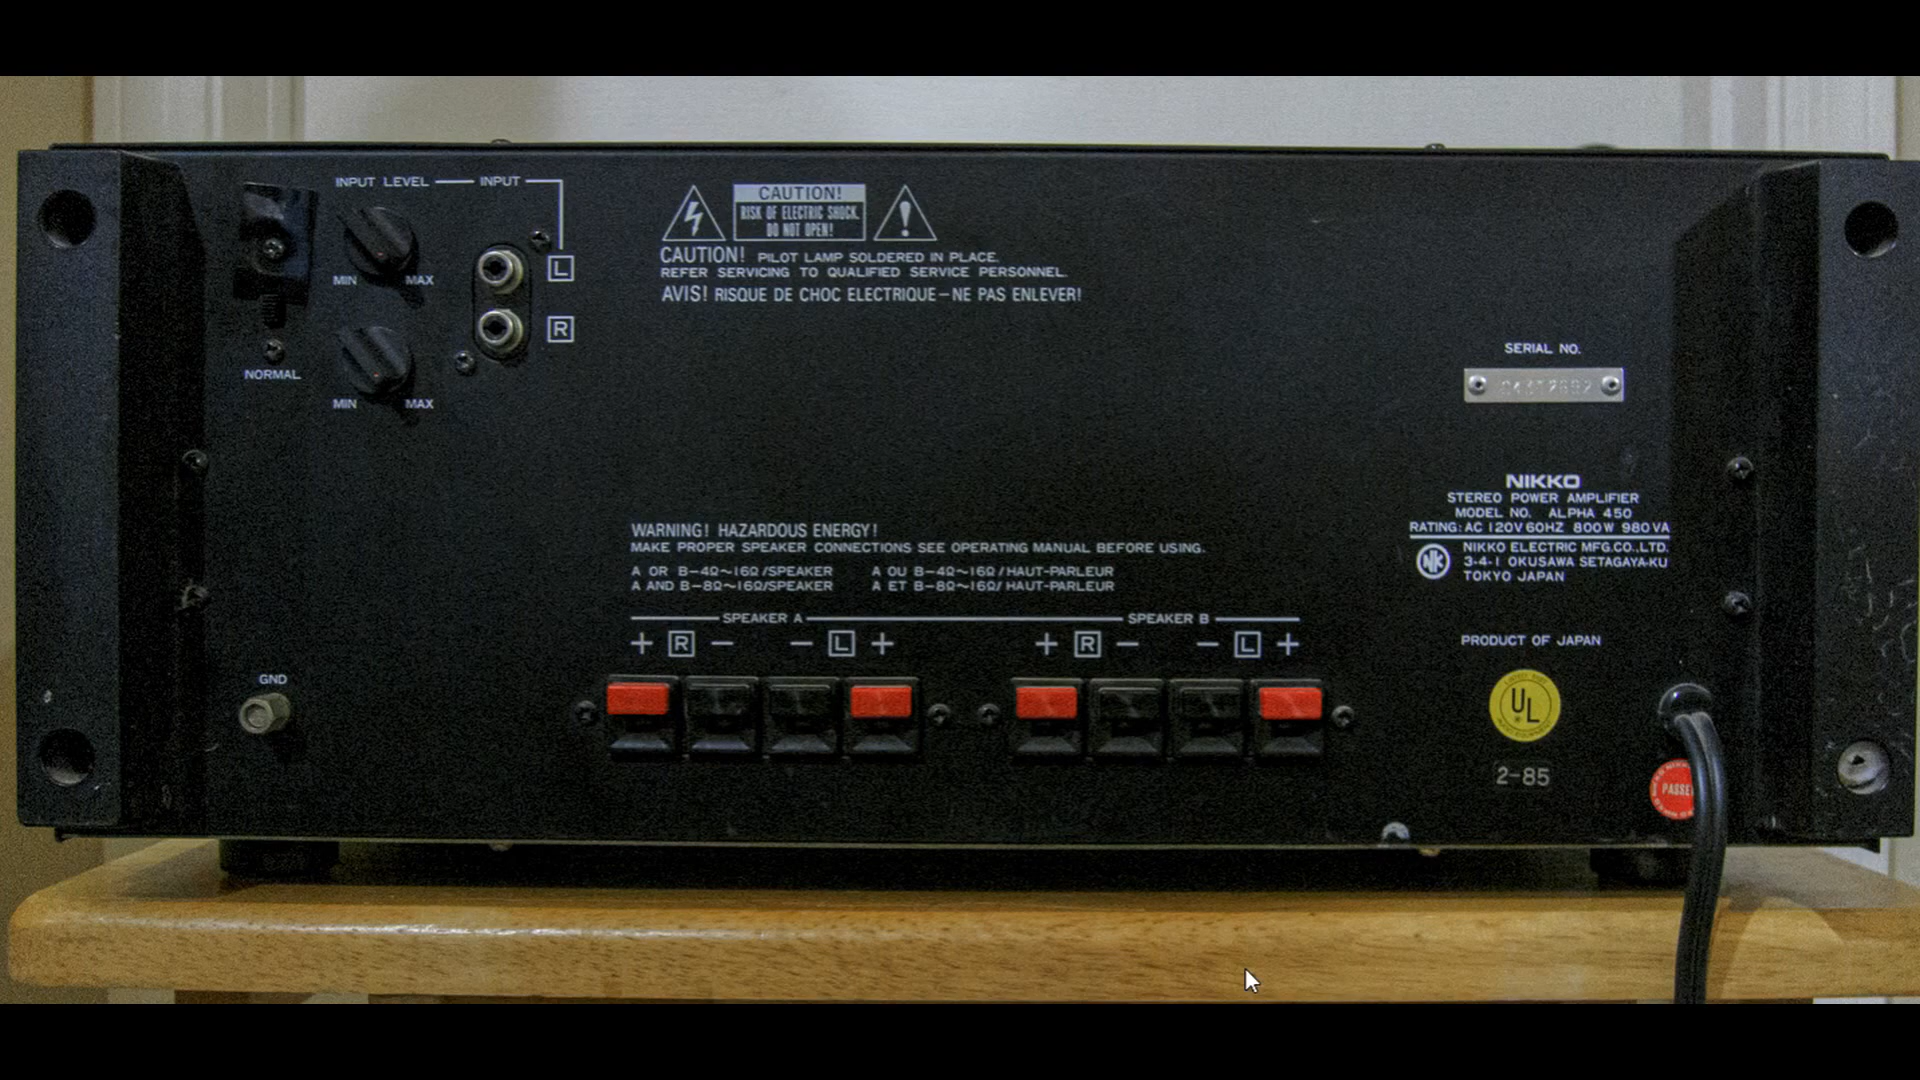 INPUT LEVEL INPUT
MIN MAX
L
R
NORMAL
MIN MAX
CAUTION!
RISK OF ELECTRIC SHOCK.
DO NOT OPEN!
CAUTION! PILOT LAMP SOLDERED IN PLACE.
REFER SERVICING TO QUALIFIED SERVICE PERSONNEL.
AVIS! RISQUE DE CHOC ELECTRIQUE–NE PAS ENLEVER!
SERIAL NO.
NIKKO
STEREO POWER AMPLIFIER
MODEL NO. ALPHA 450
RATING: AC 120V 60HZ 800W 980VA
NK
NIKKO ELECTRIC MFG.CO.,LTD.
3-4-1 OKUSAWA SETAGAYA-KU
TOKYO JAPAN
WARNING! HAZARDOUS ENERGY!
MAKE PROPER SPEAKER CONNECTIONS SEE OPERATING MANUAL BEFORE USING.
A OR B–4Ω~16Ω/SPEAKER A OU B–4Ω~16Ω/HAUT-PARLEUR
A AND B–8Ω~16Ω/SPEAKER A ET B–8Ω~16Ω/HAUT-PARLEUR
SPEAKER A SPEAKER B
+ R − − L + + R − − L +
GND
PRODUCT OF JAPAN
UL
2-85